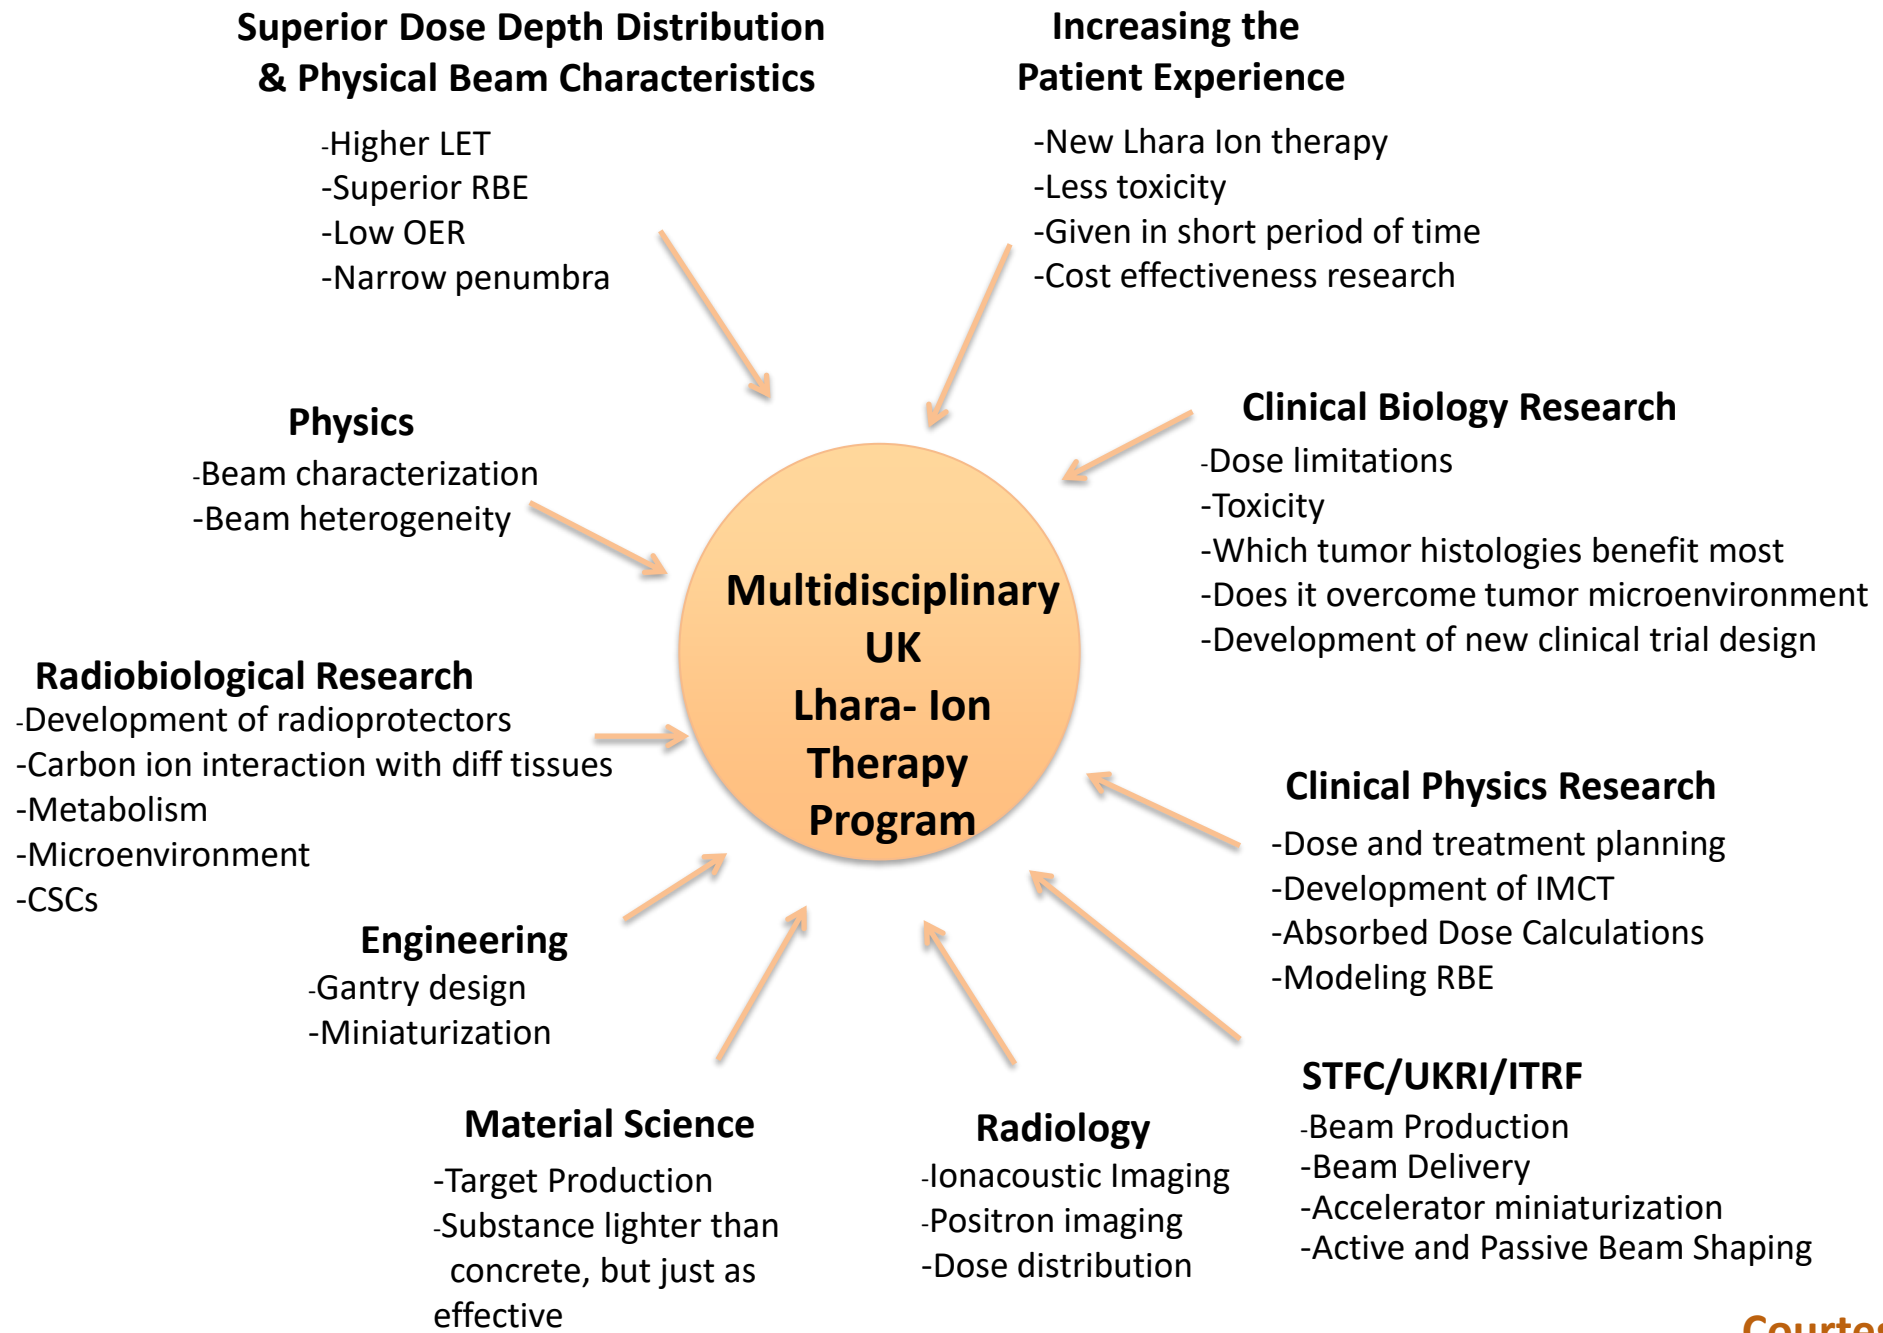 Superior Dose Depth Distribution
& Physical Beam Characteristics
-Higher LET
-Superior RBE
-Low OER
-Narrow penumbra
Increasing the
Patient Experience
-New Lhara Ion therapy
-Less toxicity
-Given in short period of time
-Cost effectiveness research
Physics
-Beam characterization
-Beam heterogeneity
Clinical Biology Research
-Dose limitations
-Toxicity
-Which tumor histologies benefit most
-Does it overcome tumor microenvironment
-Development of new clinical trial design
Multidisciplinary
UK
Lhara- Ion
Therapy
Program
Radiobiological Research
-Development of radioprotectors
-Carbon ion interaction with diff tissues
-Metabolism
-Microenvironment
-CSCs
Clinical Physics Research
-Dose and treatment planning
-Development of IMCT
-Absorbed Dose Calculations
-Modeling RBE
Engineering
-Gantry design
-Miniaturization
Material Science
-Target Production
-Substance lighter than
concrete, but just as
effective
Radiology
-Ionacoustic Imaging
-Positron imaging
-Dose distribution
STFC/UKRI/ITRF
-Beam Production
-Beam Delivery
-Accelerator miniaturization
-Active and Passive Beam Shaping